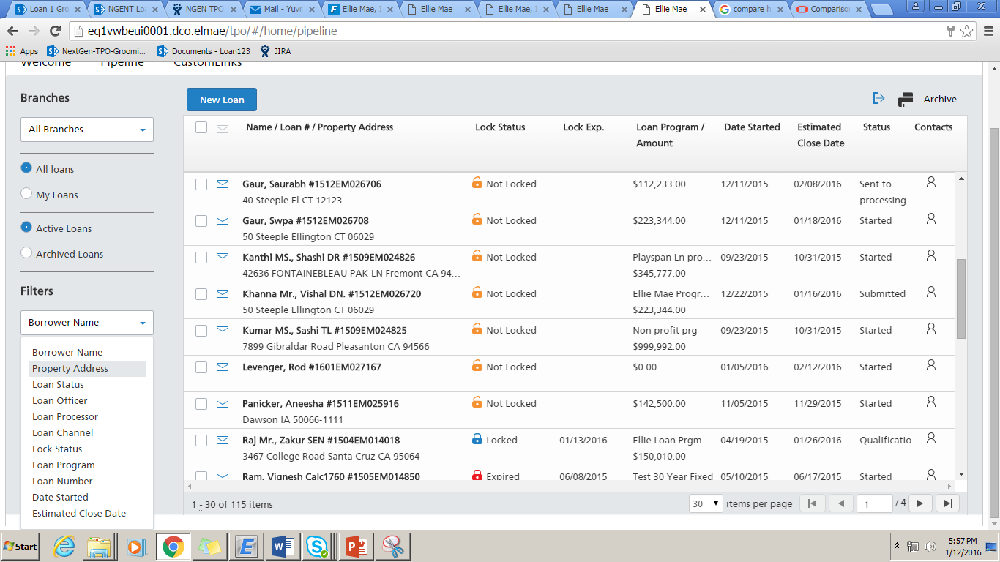 Loan 1 Gro
NGENT Loa
NGEN TPO
Mail - Yuvr
Ellie Mae, I
Ellie Mae
Ellie Mae, I
Ellie Mae
Ellie Mae
compare h
Comparison
eq1vwbeui0001.dco.elmae/tpo/#/home/pipeline
Apps
NextGen-TPO-Groomi...
Documents - Loan123
JIRA
Welcome
Pipeline
CustomLinks
Branches
All Branches
All loans
My Loans
Active Loans
Archived Loans
Filters
Borrower Name
Borrower Name
Property Address
Loan Status
Loan Officer
Loan Processor
Loan Channel
Lock Status
Loan Program
Loan Number
Date Started
Estimated Close Date
New Loan
Archive
Name / Loan # / Property Address
Lock Status
Lock Exp.
Loan Program /
Amount
Date Started
Estimated
Close Date
Status
Contacts
Gaur, Saurabh #1512EM026706
40 Steeple El CT 12123
Not Locked
$112,233.00
12/11/2015
02/08/2016
Sent to
processing
Gaur, Swpa #1512EM026708
50 Steeple Ellington CT 06029
Not Locked
$223,344.00
12/11/2015
01/18/2016
Started
Kanthi MS., Shashi DR #1509EM024826
42636 FONTAINEBLEAU PAK LN Fremont CA 94...
Not Locked
Playspan Ln pro...
$345,777.00
09/23/2015
10/31/2015
Started
Khanna Mr., Vishal DN. #1512EM026720
50 Steeple Ellington CT 06029
Not Locked
Ellie Mae Progr...
$223,344.00
12/22/2015
01/16/2016
Submitted
Kumar MS., Sashi TL #1509EM024825
7899 Gibraldar Road Pleasanton CA 94566
Not Locked
Non profit prg
$999,992.00
09/23/2015
10/31/2015
Started
Levenger, Rod #1601EM027167
Not Locked
$0.00
01/05/2016
02/12/2016
Started
Panicker, Aneesha #1511EM025916
Dawson IA 50066-1111
Not Locked
$142,500.00
11/05/2015
11/29/2015
Started
Raj Mr., Zakur SEN #1504EM014018
3467 College Road Santa Cruz CA 95064
Locked
01/13/2016
Ellie Loan Prgm
$150,010.00
04/19/2015
01/26/2016
Qualificatio
Ram, Vignesh Calc1760 #1505EM014850
Expired
06/08/2015
Test 30 Year Fixed
05/10/2015
06/17/2015
Started
1 - 30 of 115 items
30
items per page
1
/ 4
Start
5:57 PM
1/12/2016